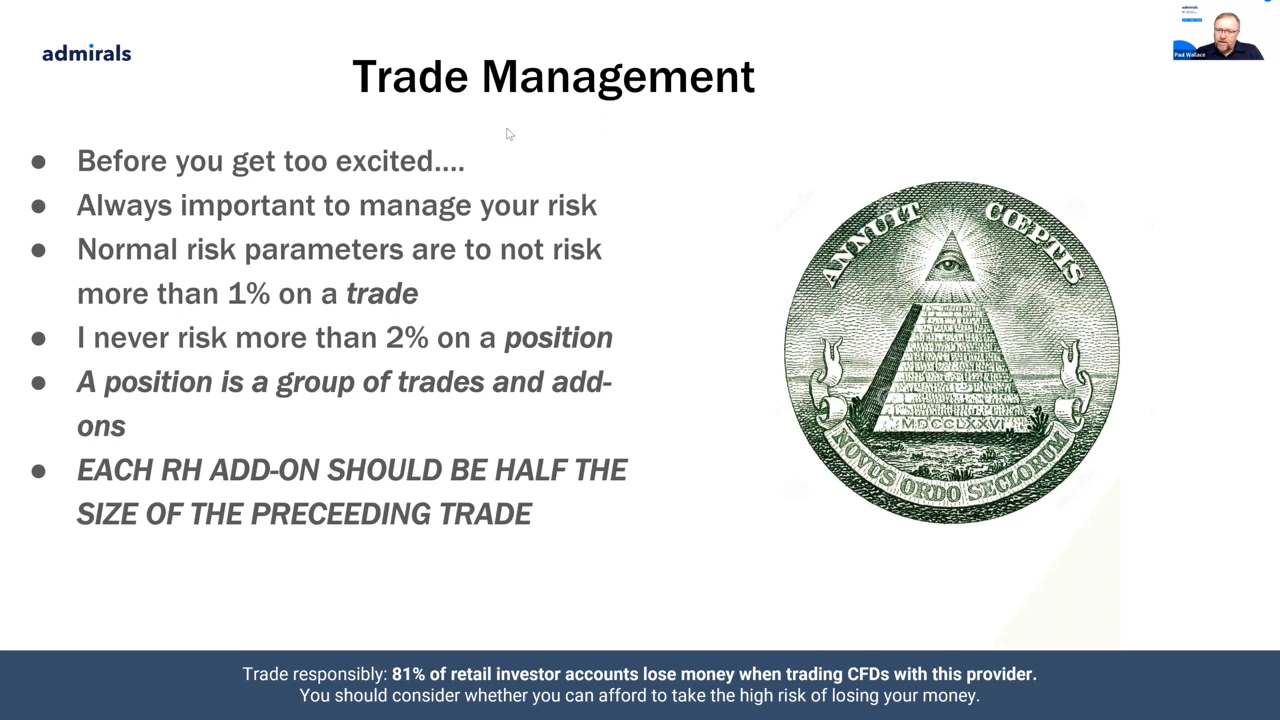 admirals
Trade Management
● Before you get too excited....
● Always important to manage your risk
● Normal risk parameters are to not risk
more than 1% on a trade
● I never risk more than 2% on a position
● A position is a group of trades and add-
ons
● EACH RH ADD-ON SHOULD BE HALF THE
SIZE OF THE PRECEEDING TRADE
ANNUIT CŒPTIS
MDCCLXXVI
NOVUS ORDO SECLORUM
admirals
Paul Wallace
Trade responsibly: 81% of retail investor accounts lose money when trading CFDs with this provider.
You should consider whether you can afford to take the high risk of losing your money.